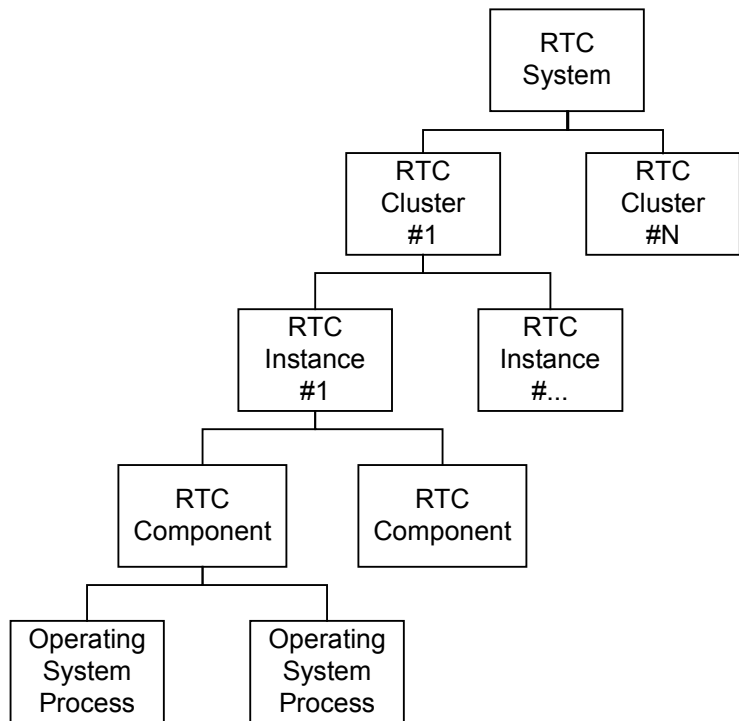 RTC
System
RTC
Cluster
#1
RTC
Cluster
#N
RTC
Instance
#1
RTC
Instance
#...
RTC
Component
RTC
Component
Operating
System
Process
Operating
System
Process